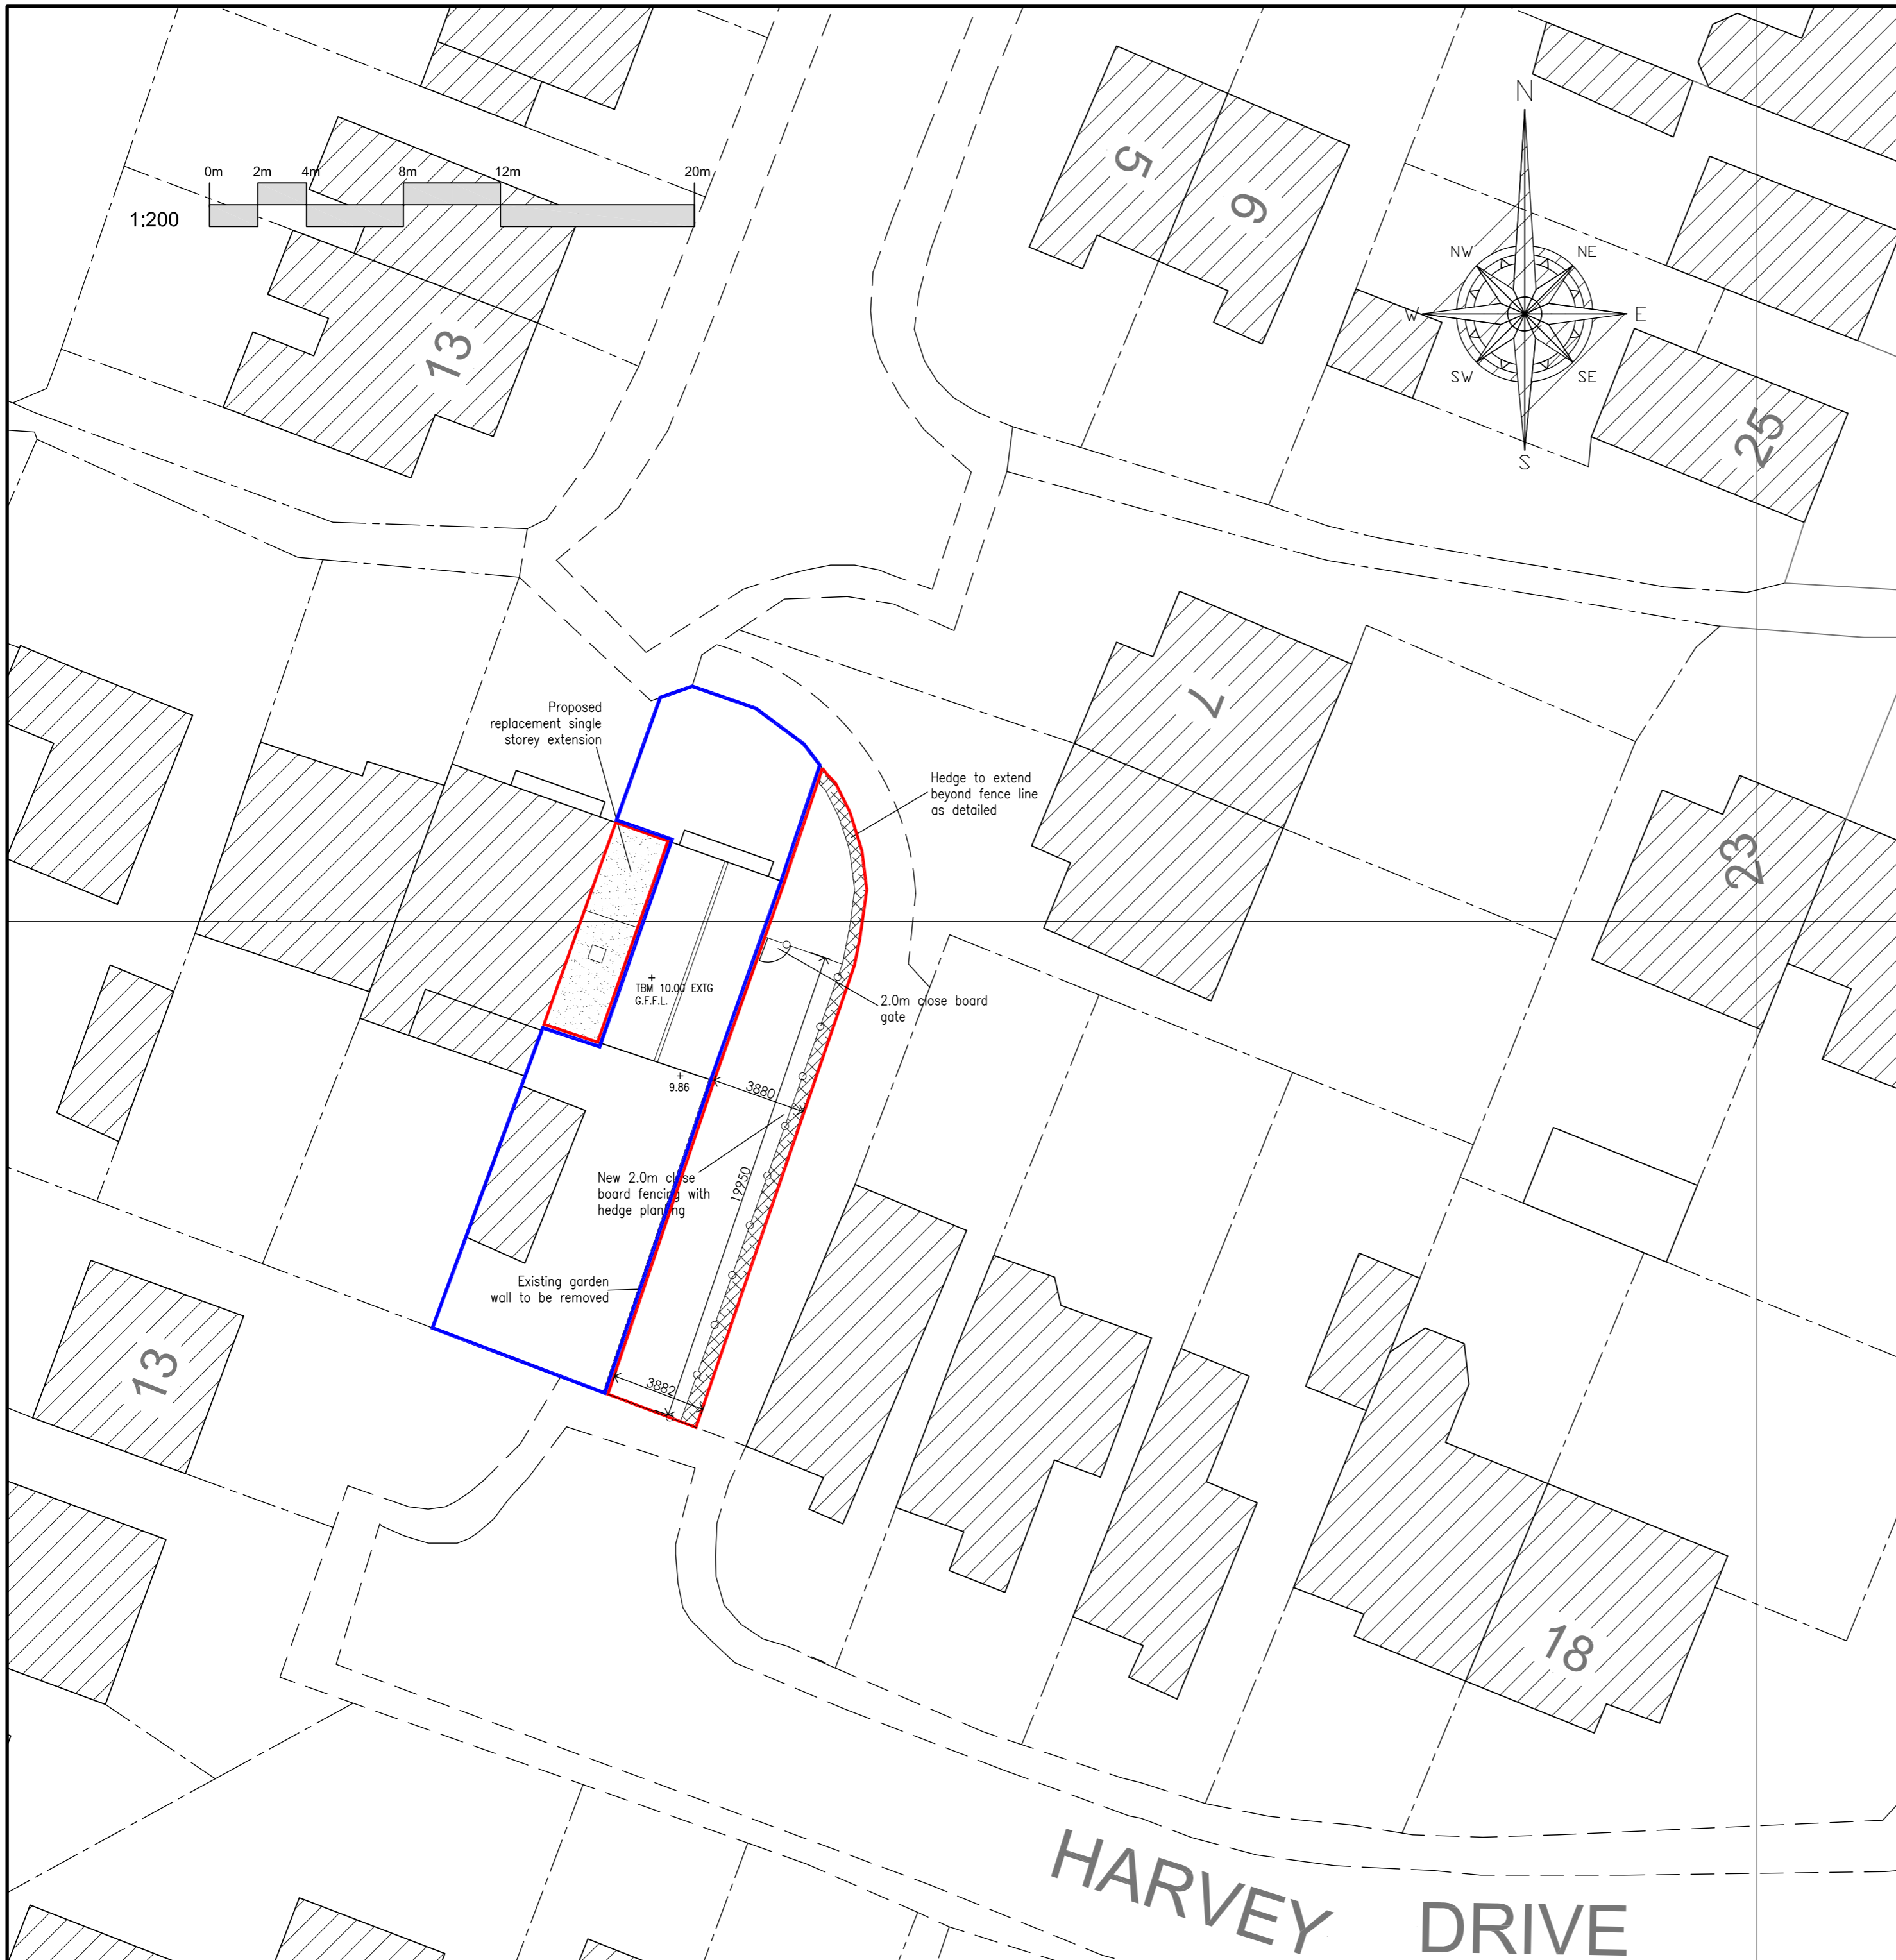 0m 2m 4m 8m 12m 20m
1:200
N
NW NE
W E
SW SE
S
5
6
13
25
7
23
Proposed
replacement single
storey extension
Hedge to extend
beyond fence line
as detailed
TBM 10.00 EXTG
G.F.F.L.
2.0m close board
gate
9.86
3880
New 2.0m close
board fencing with
hedge planting
19950
Existing garden
wall to be removed
3882
13
18
HARVEY DRIVE